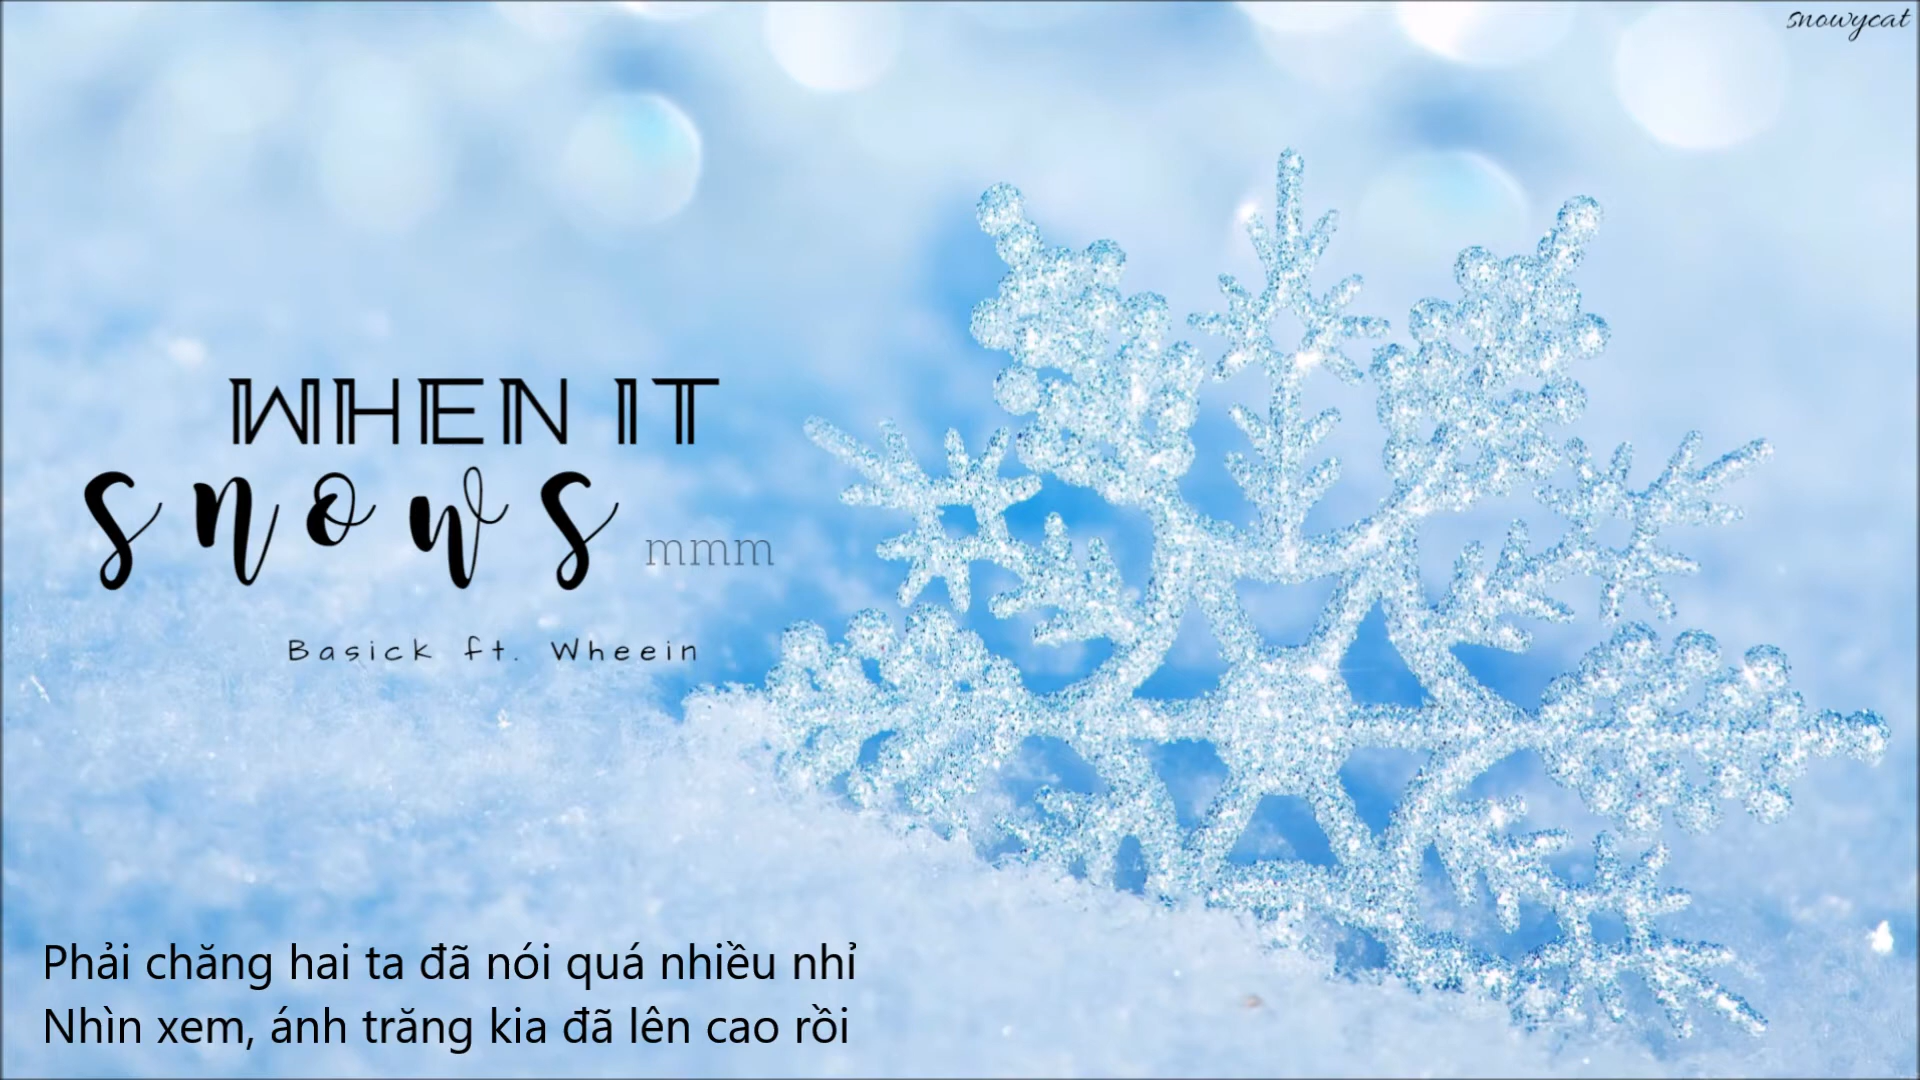 snowycat
WHEN IT
snows
mmm
Basick ft. Wheein
Phải chăng hai ta đã nói quá nhiều nhỉ
Nhìn xem, ánh trăng kia đã lên cao rồi